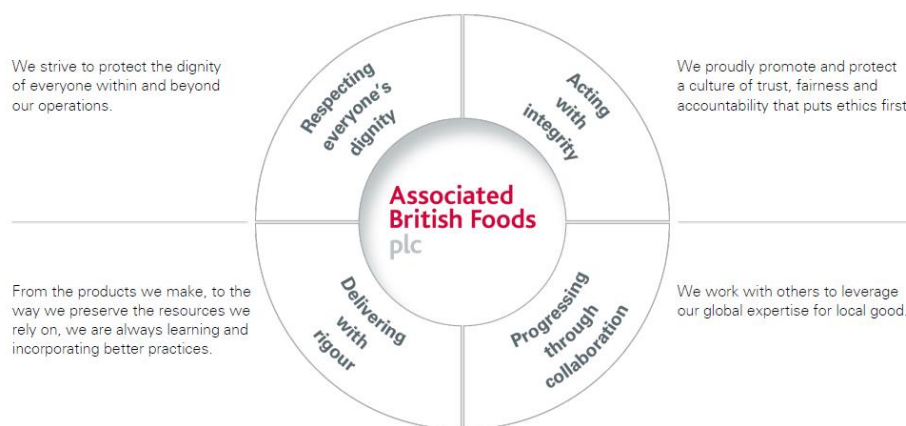 We strive to protect the dignity
of everyone within and beyond
our operations.
Respecting
everyone's
dignity
Acting
with
integrity
We proudly promote and protect
a culture of trust, fairness and
accountability that puts ethics first
Associated
British Foods
plc
From the products we make, to the
way we preserve the resources we
rely on, we are always learning and
incorporating better practices.
Delivering
with
rigour
Progressing
through
collaboration
We work with others to leverage
our global expertise for local good.